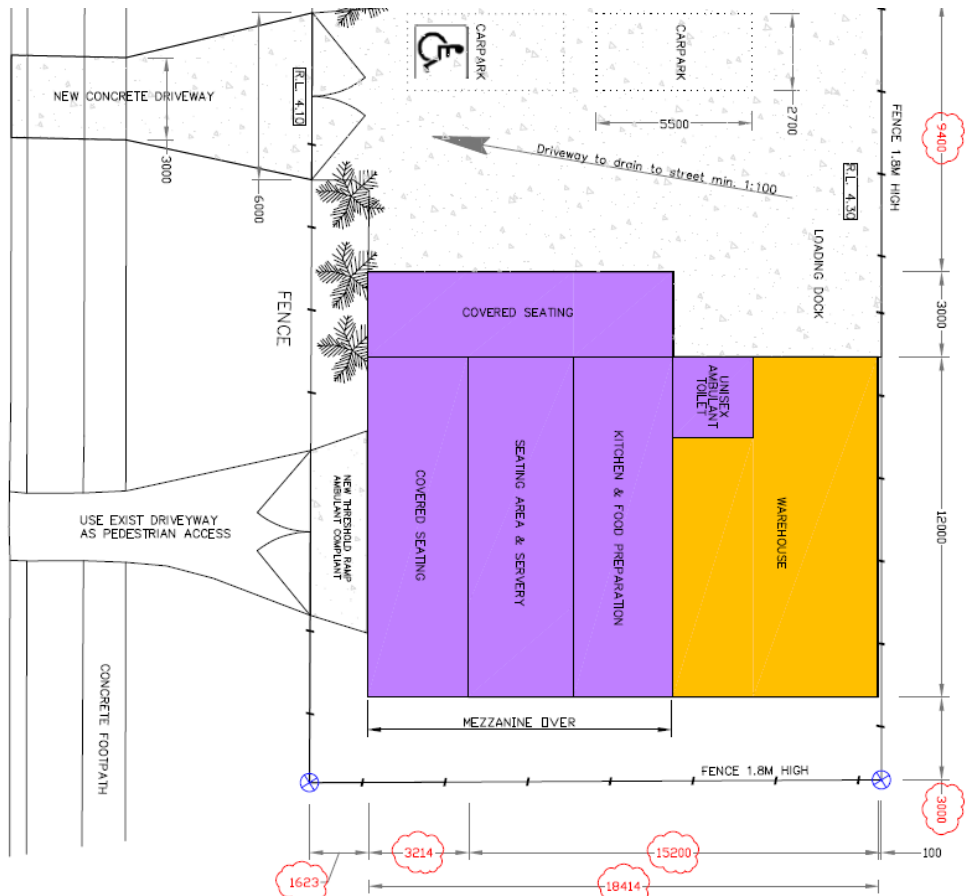 CARPARK
CARPARK
NEW CONCRETE DRIVEWAY
R.L. 4.10
3000
6000
5500
2700
FENCE 1.8M HIGH
9400
Driveway to drain to street min. 1:100
R.L. 4.30
LOADING DOCK
FENCE
COVERED SEATING
3000
UNISEX
AMBULANT
TOILET
COVERED SEATING
SEATING AREA & SERVERY
KITCHEN & FOOD PREPARATION
WAREHOUSE
12000
NEW THRESHOLD RAMP
AMBULANT COMPLIANT
USE EXIST DRIVEYWAY
AS PEDESTRIAN ACCESS
CONCRETE FOOTPATH
MEZZANINE OVER
FENCE 1.8M HIGH
3000
3214
15200
100
1623
18414